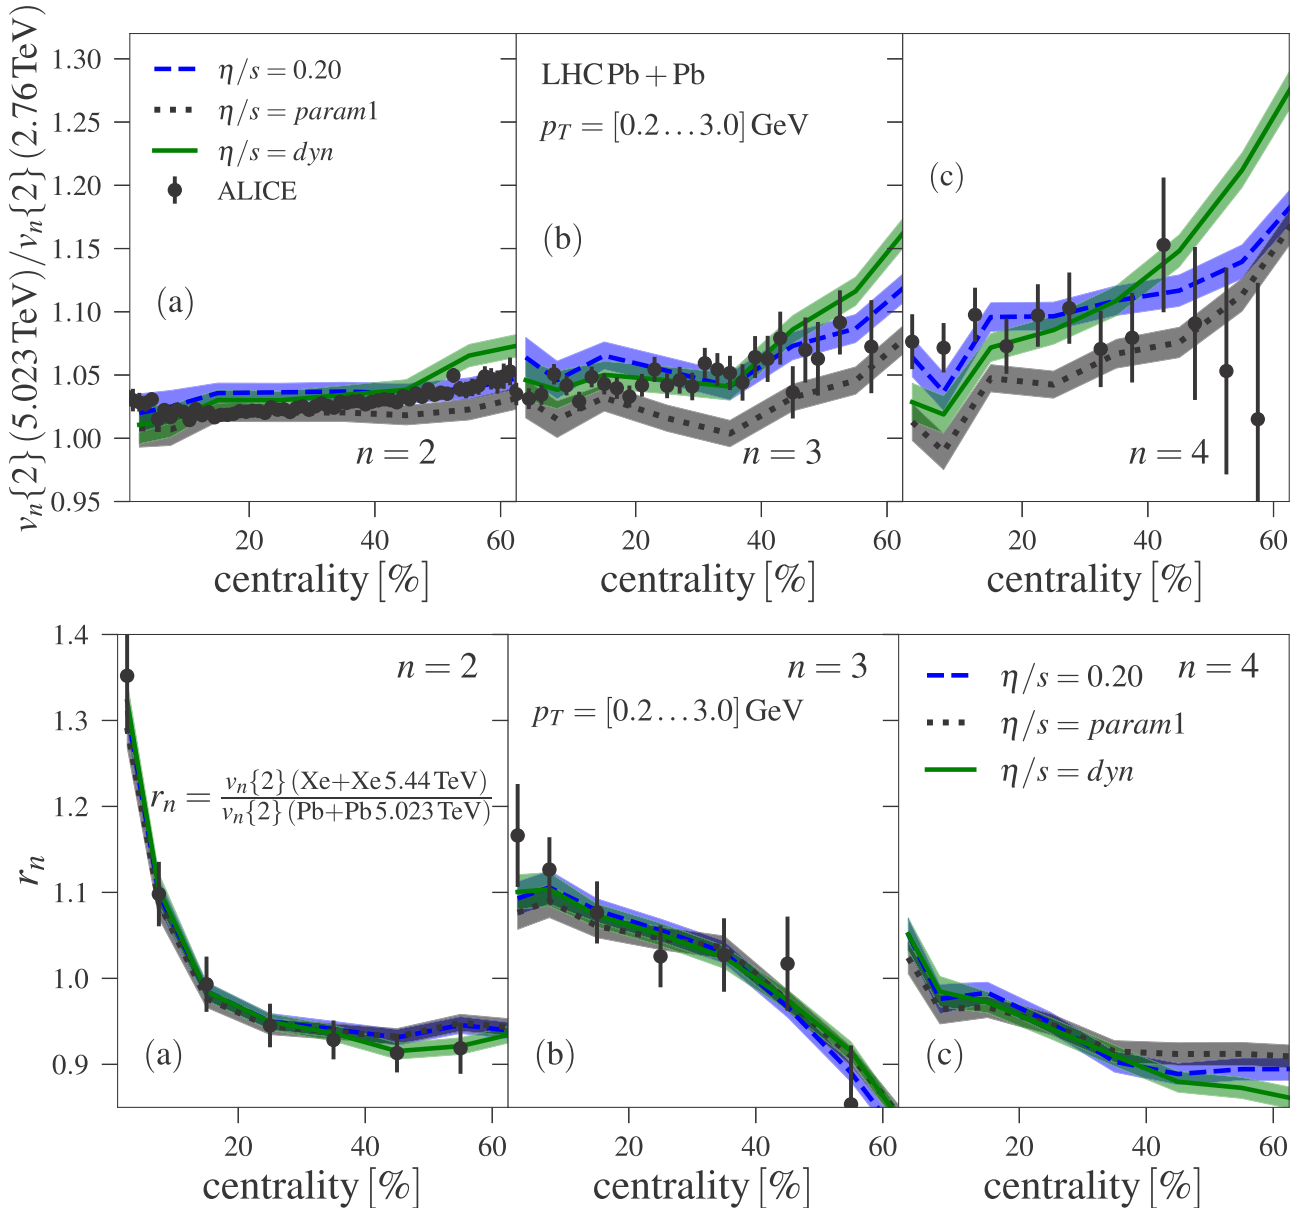 v_n{2} (5.023 TeV)/v_n{2} (2.76 TeV)
1.30
1.25
1.20
1.15
1.10
1.05
1.00
0.95
η/s = 0.20
η/s = param1
η/s = dyn
ALICE
(a)
n = 2
20 40 60
centrality [%]
LHC Pb + Pb
p_T = [0.2…3.0] GeV
(b)
n = 3
20 40 60
centrality [%]
(c)
n = 4
20 40 60
centrality [%]
r_n
1.4
1.3
1.2
1.1
1.0
0.9
n = 2
r_n = v_n{2} (Xe+Xe 5.44 TeV)
v_n{2} (Pb+Pb 5.023 TeV)
(a)
20 40 60
centrality [%]
n = 3
p_T = [0.2…3.0] GeV
(b)
20 40 60
centrality [%]
n = 4
η/s = 0.20
η/s = param1
η/s = dyn
(c)
20 40 60
centrality [%]